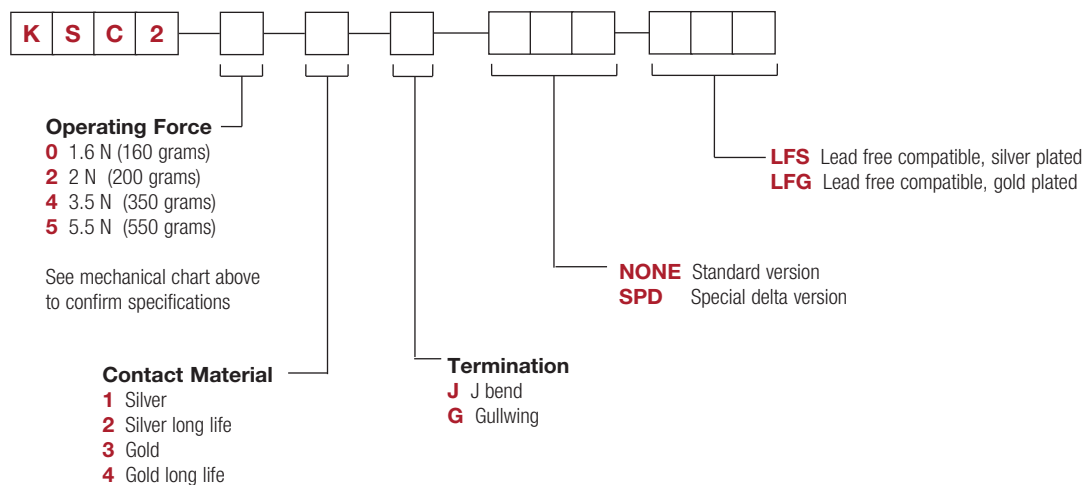 K S C 2
Operating Force
0 1.6 N (160 grams)
2 2 N (200 grams)
4 3.5 N (350 grams)
5 5.5 N (550 grams)
See mechanical chart above
to confirm specifications
Contact Material
1 Silver
2 Silver long life
3 Gold
4 Gold long life
Termination
J J bend
G Gullwing
NONE Standard version
SPD Special delta version
LFS Lead free compatible, silver plated
LFG Lead free compatible, gold plated